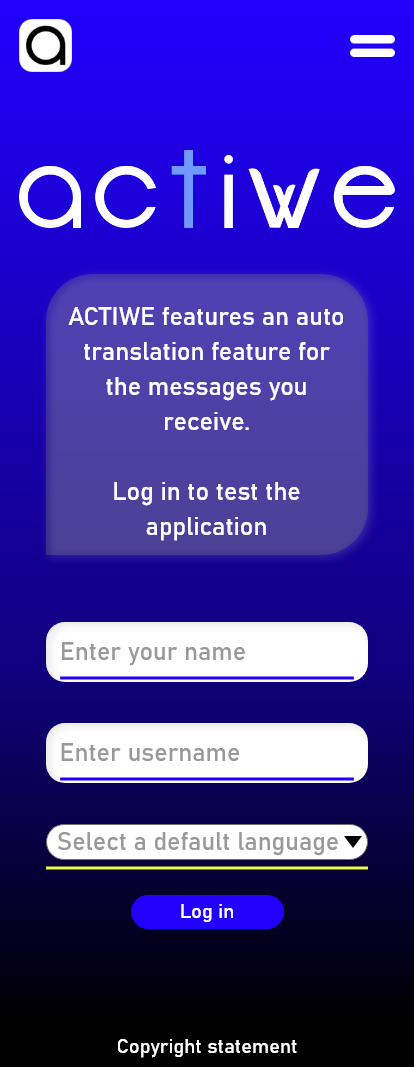 a
actiwe
ACTIWE features an auto
translation feature for
the messages you
receive.
Log in to test the
application
Enter your name
Enter username
Select a default language
Log in
Copyright statement